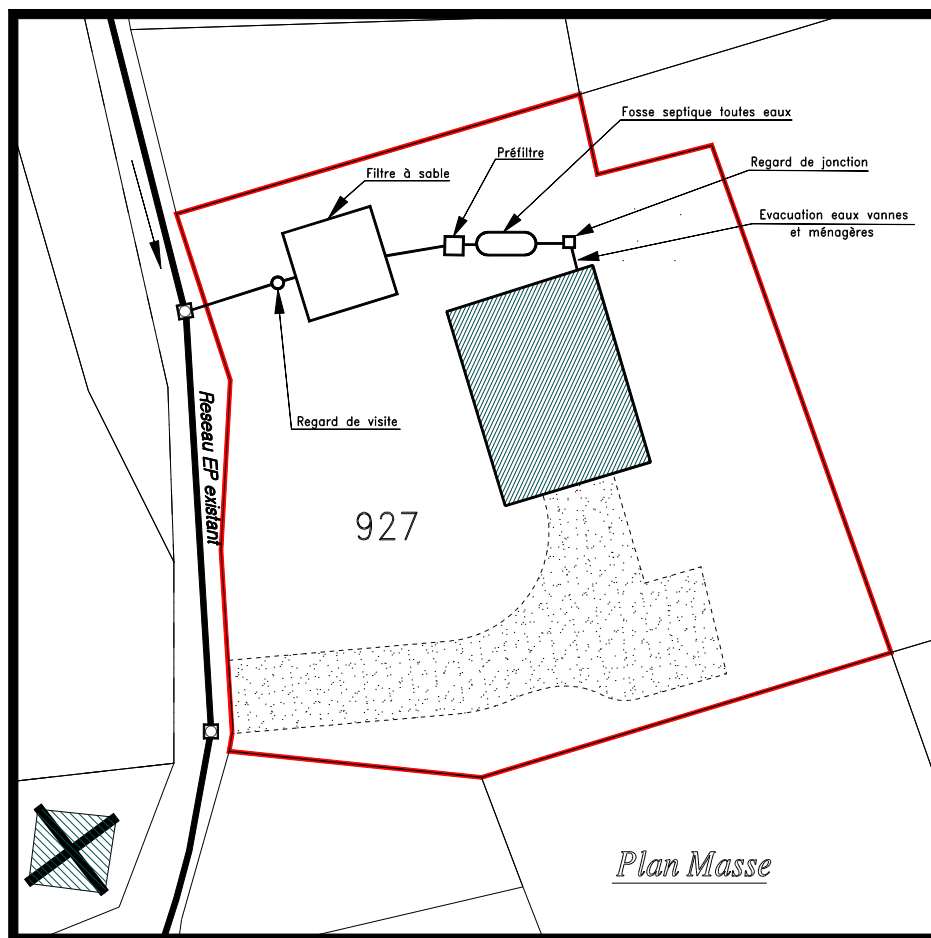 Fosse septique toutes eaux
Préfiltre
Regard de jonction
Filtre à sable
Evacuation eaux vannes
et ménagères
Regard de visite
Reseau EP existant
927
Plan Masse